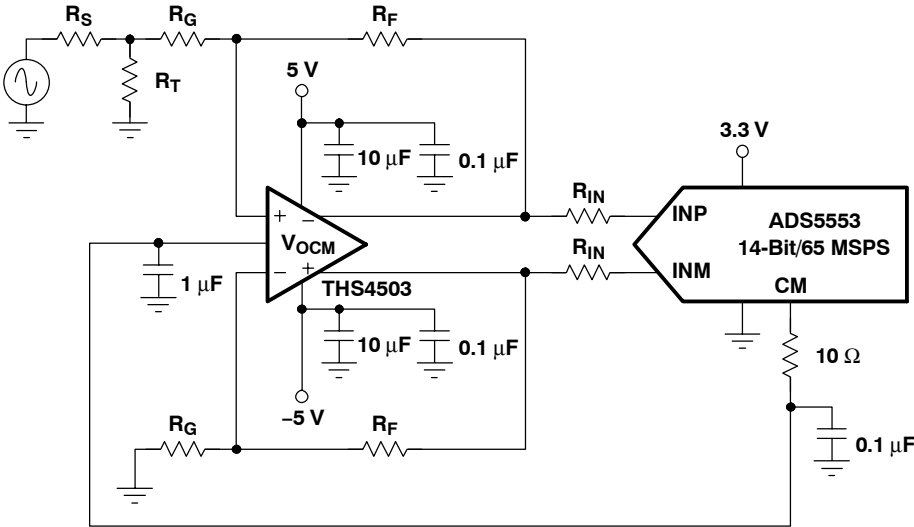 R_S
R_G
R_F
R_T
5 V
10 μF
0.1 μF
3.3 V
R_IN
+
−
V_OCM
−
+
INP
ADS5553
14-Bit/65 MSPS
R_IN
INM
CM
1 μF
THS4503
10 μF
0.1 μF
10 Ω
−5 V
R_G
R_F
0.1 μF